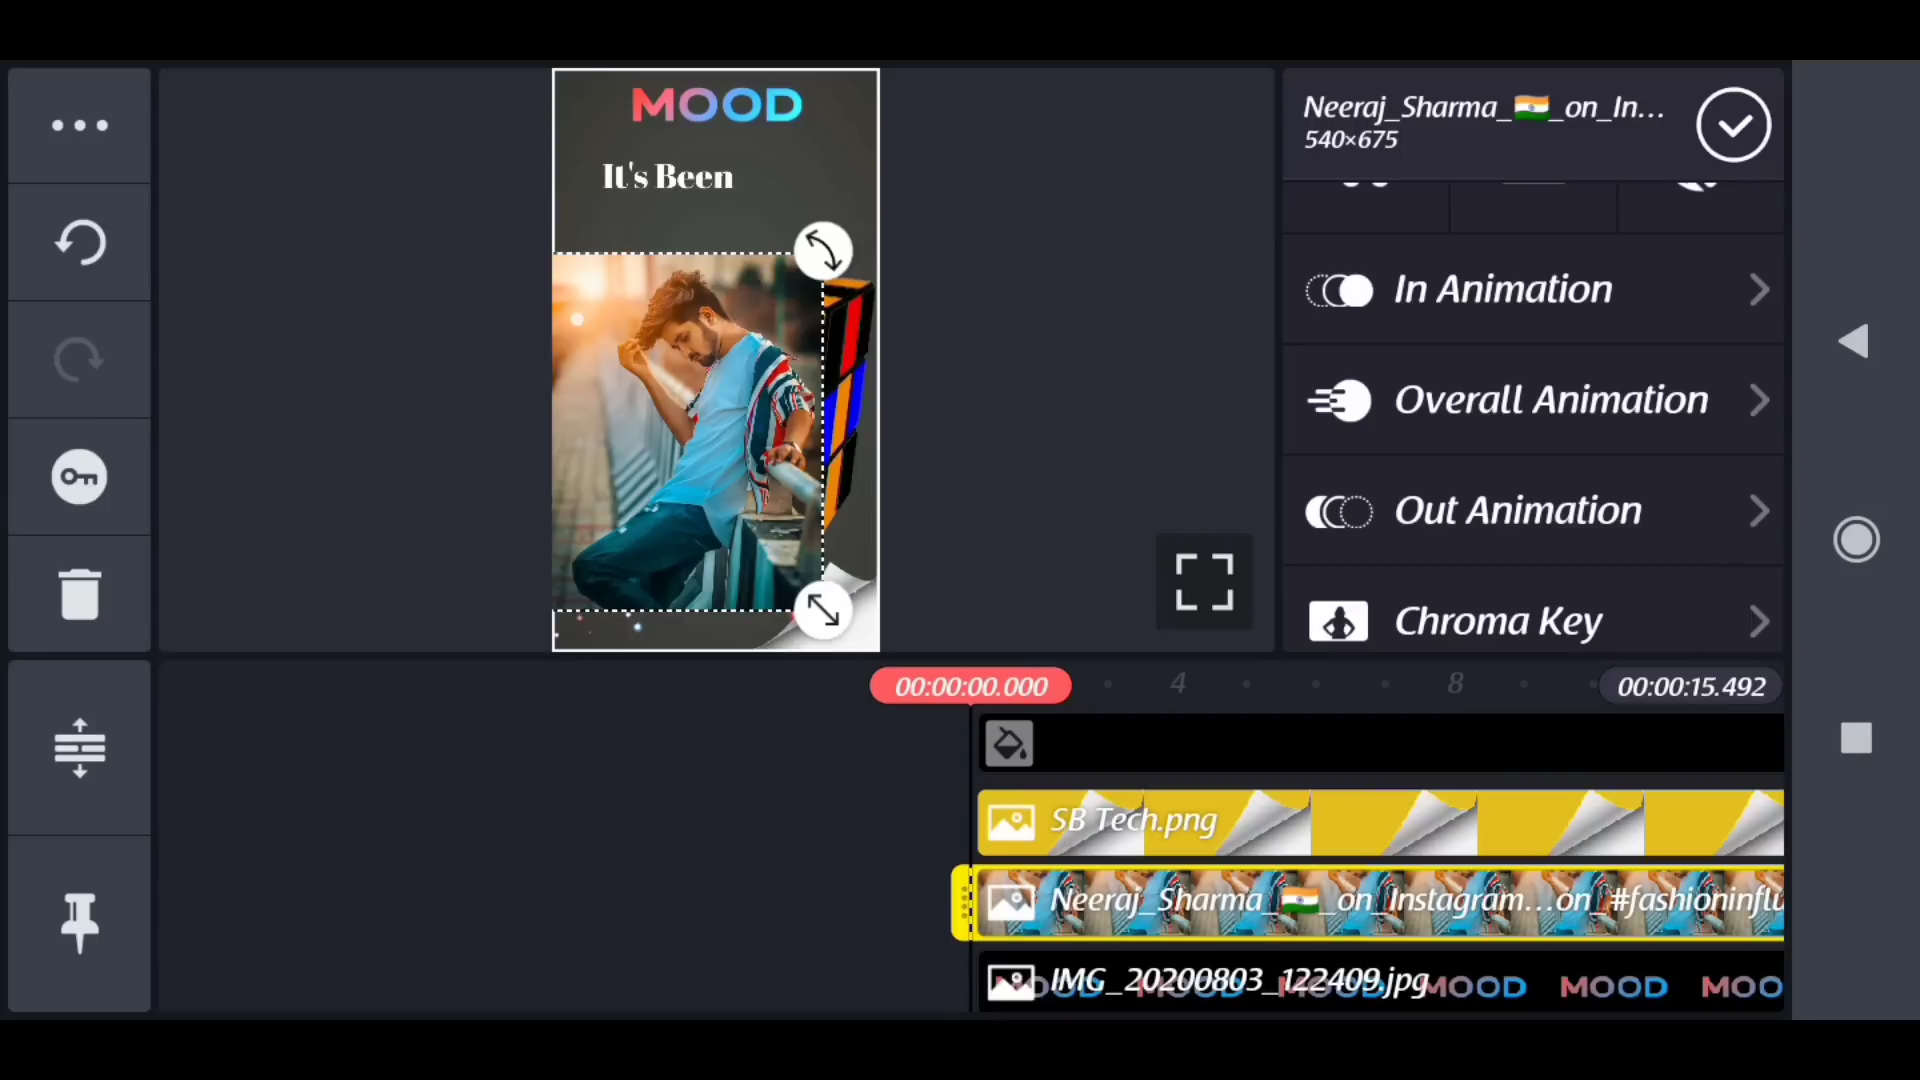 MOOD
It's Been
Neeraj_Sharma_🇮🇳_on_In...
540×675
In Animation
Overall Animation
Out Animation
Chroma Key
00:00:00.000
4
8
00:00:15.492
SB Tech.png
Neeraj_Sharma_🇮🇳_on_Instagram...on_#fashioninflu
IMG_20200803_122409.jpg
MOOD MOOD MOO